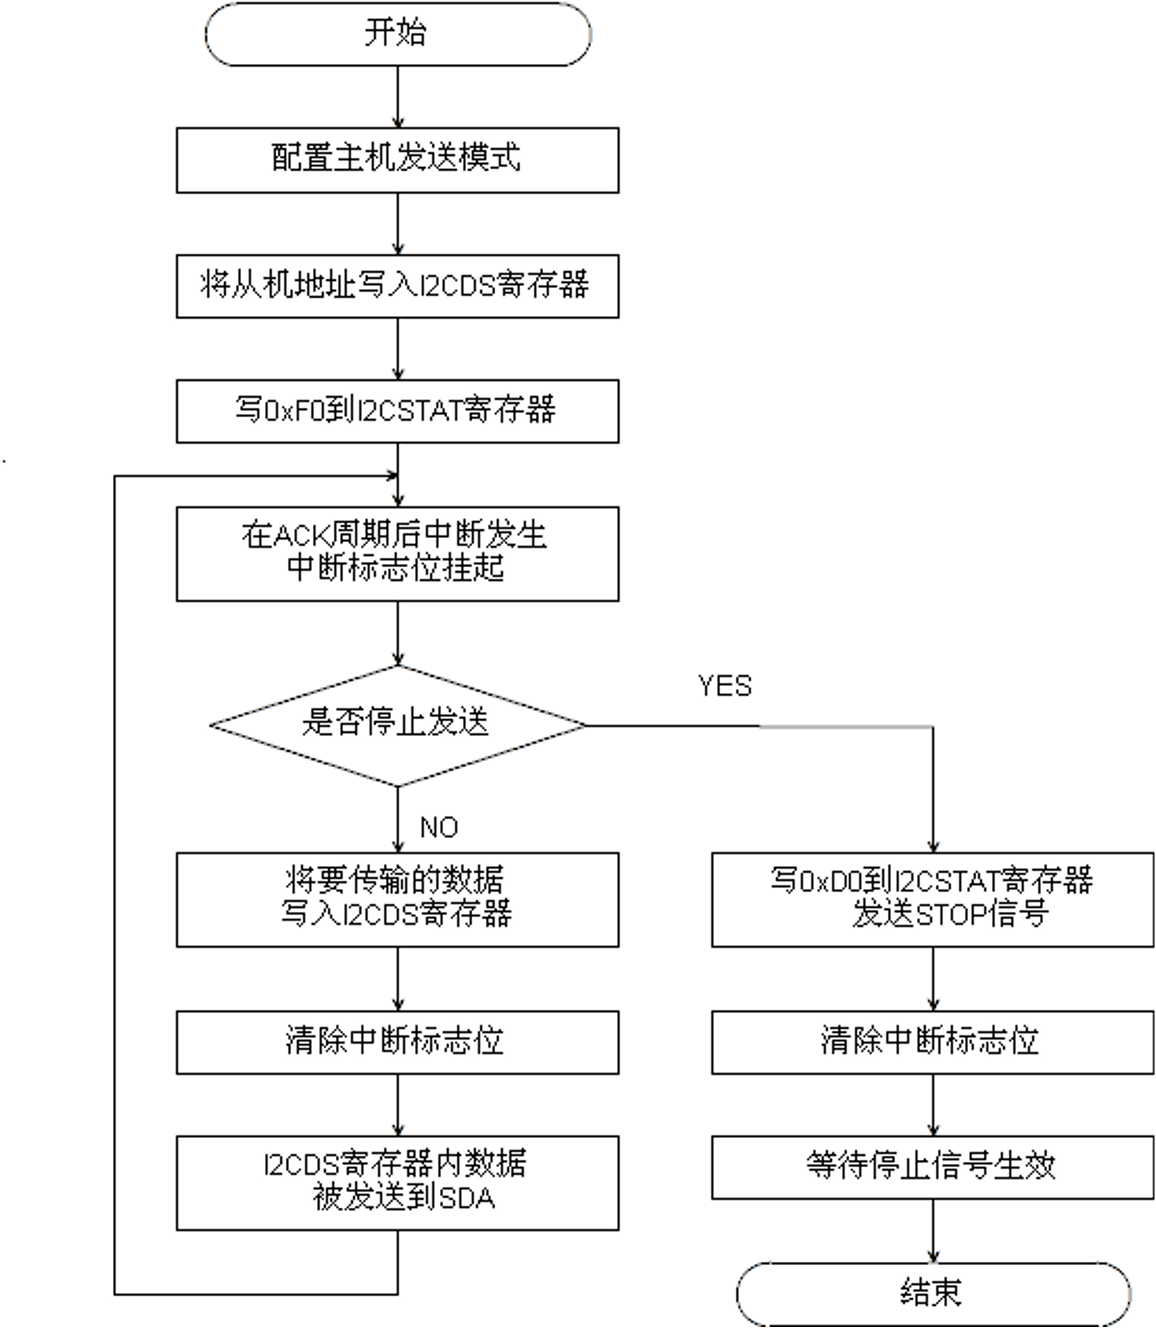 开始
配置主机发送模式
将从机地址写入I2CDS寄存器
写0xF0到I2CSTAT寄存器
在ACK周期后中断发生
中断标志位挂起
是否停止发送
YES
NO
将要传输的数据
写入I2CDS寄存器
清除中断标志位
I2CDS寄存器内数据
被发送到SDA
写0xD0到I2CSTAT寄存器
发送STOP信号
清除中断标志位
等待停止信号生效
结束